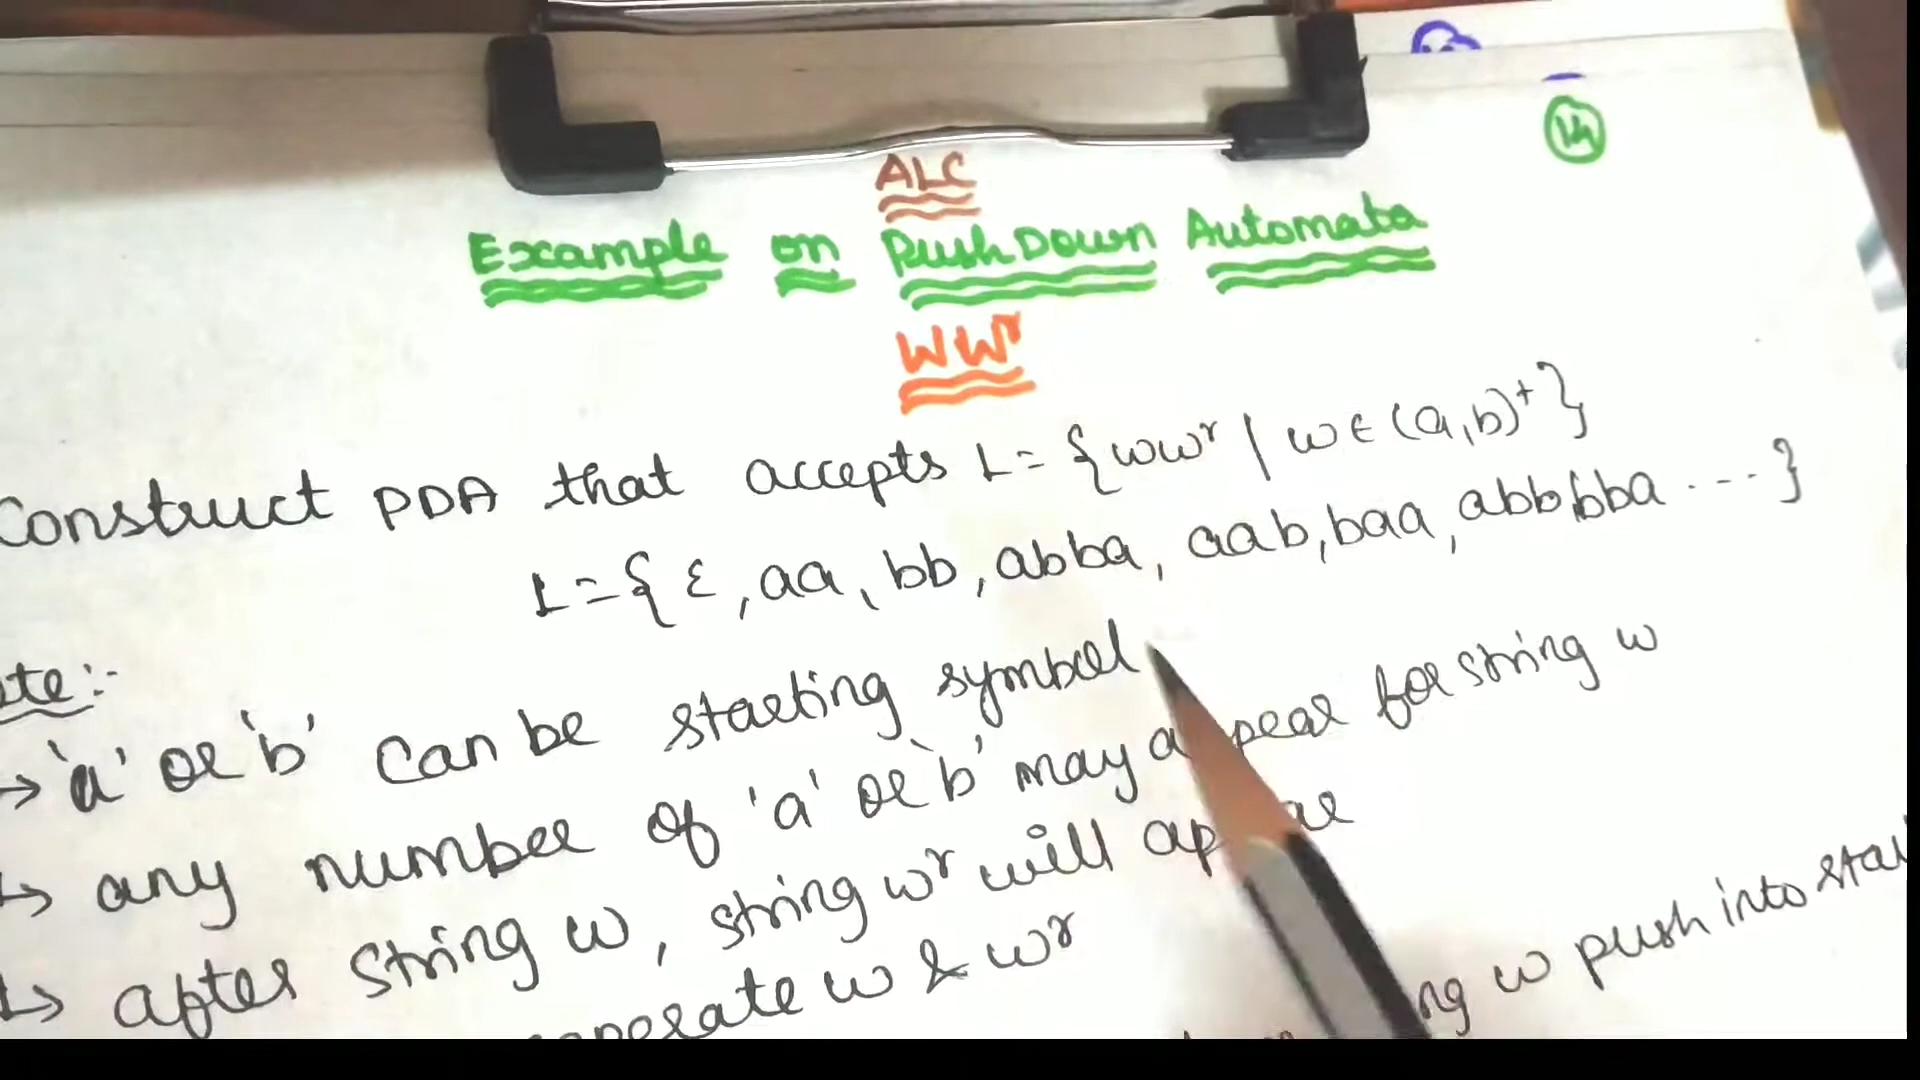 14
ALC
Example on PushDown Automata
WWʳ
Construct PDA that accepts L= {wwʳ / w ∈ (a,b)⁺}
L={ ε, aa, bb, abba, aab,baa, abbbba ---}
→ 'a' or 'b' can be starting symbol
↳ any number of 'a' or 'b' may appear for string w
↳ after string w, string wʳ will
w & wʳ
w push into